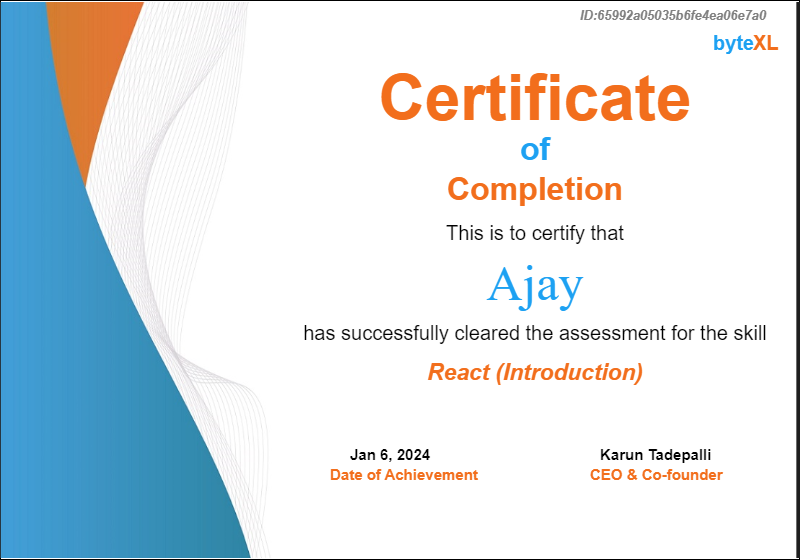 ID:65992a05035b6fe4ea06e7a0
byteXL
Certificate
of
Completion
This is to certify that
Ajay
has successfully cleared the assessment for the skill
React (Introduction)
Jan 6, 2024
Date of Achievement
Karun Tadepalli
CEO & Co-founder